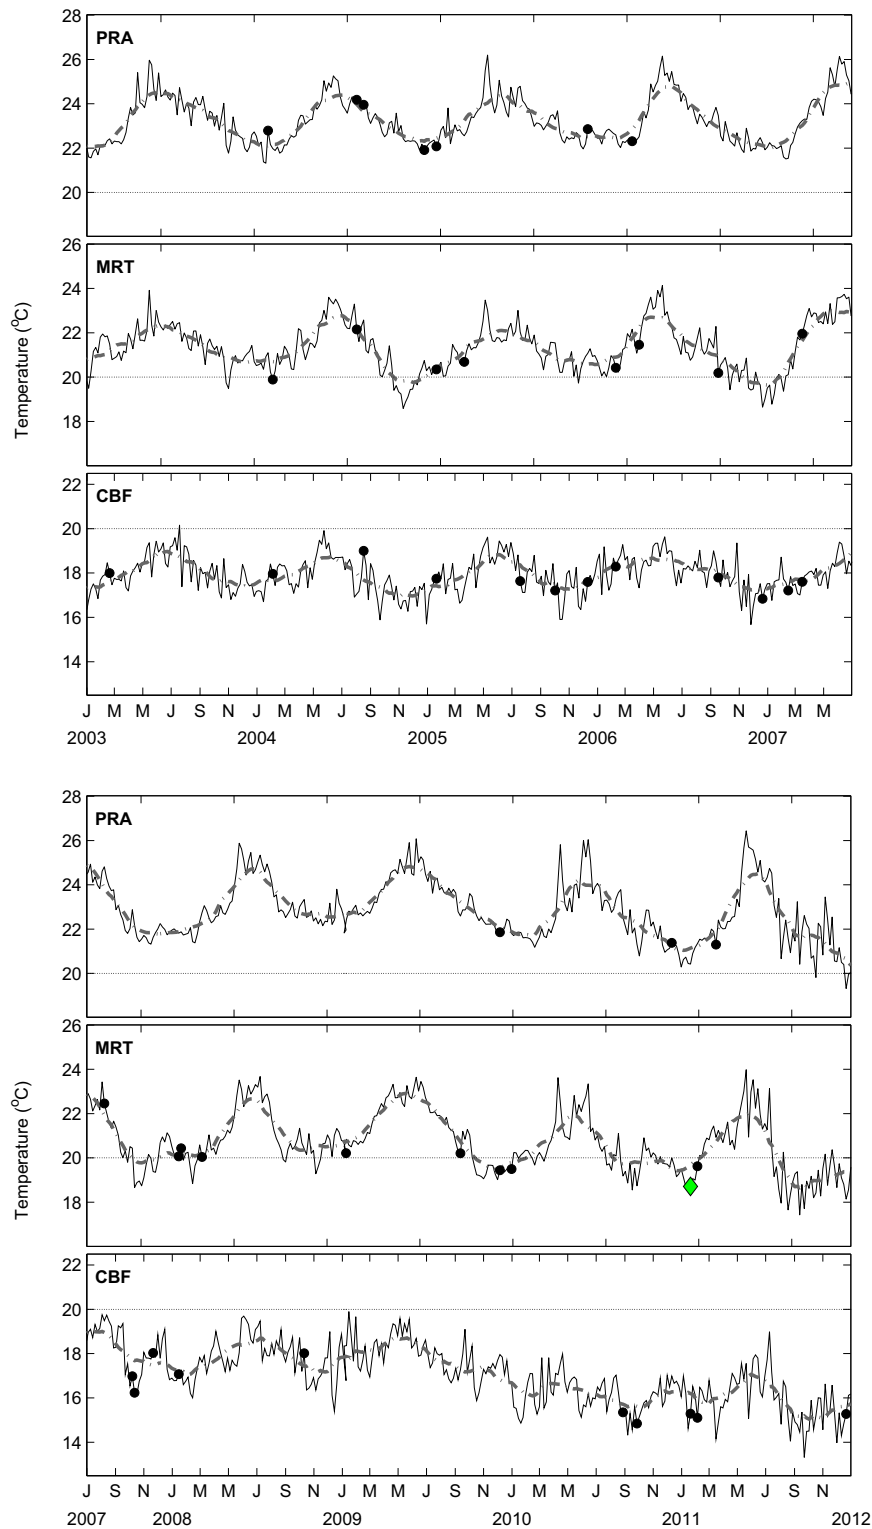 28
26
24
22
20
PRA
26
24
22
20
18
MRT
Temperature (°C)
22
20
18
16
14
CBF
J M M J S N J M M J S N J M M J S N J M M J S N J M M
2003 2004 2005 2006 2007
28
26
24
22
20
PRA
26
24
22
20
18
MRT
Temperature (°C)
22
20
18
16
14
CBF
J S N J M M J S N J M M J S N J M M J S N J M M J S N
2007 2008 2009 2010 2011 2012